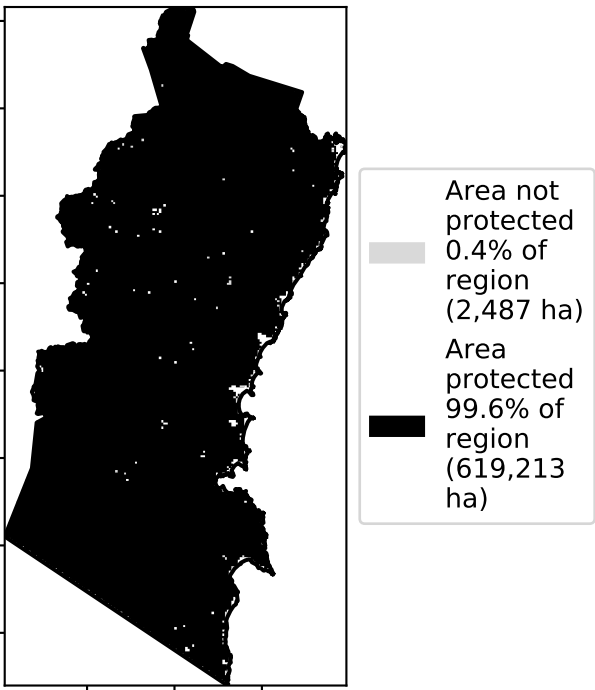 Area not
protected
0.4% of
region
(2,487 ha)
Area
protected
99.6% of
region
(619,213
ha)